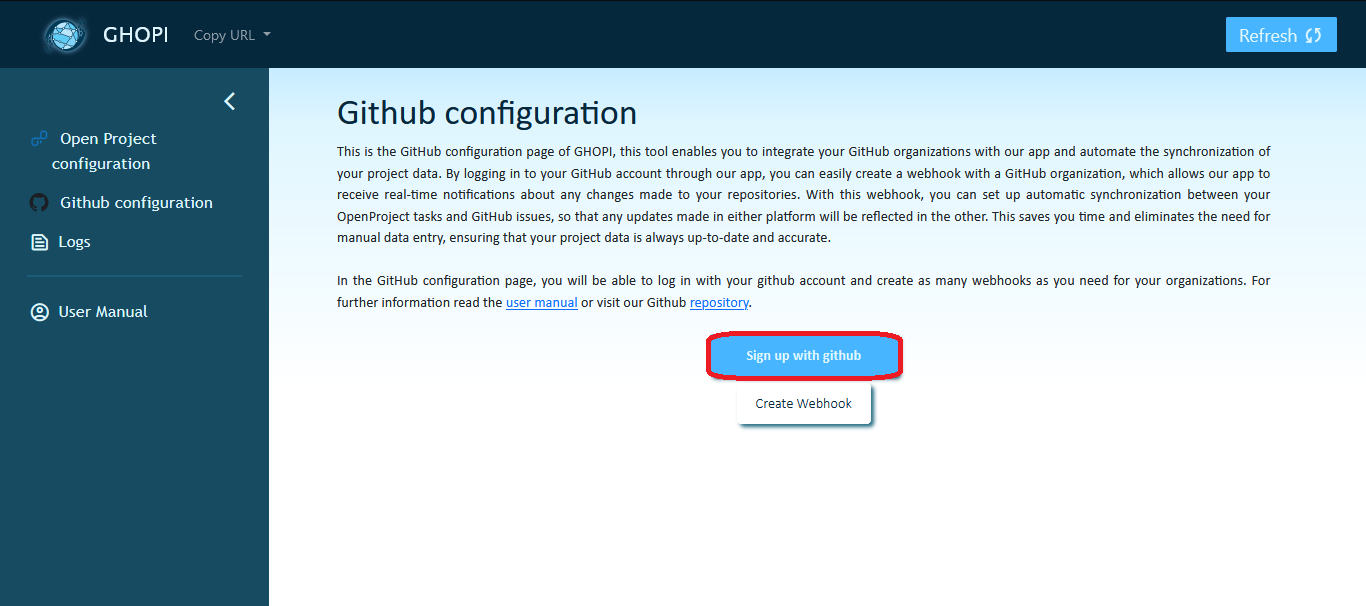 GHOPI
Copy URL
Refresh
Open Project
configuration
Github configuration
Logs
User Manual
Github configuration
This is the GitHub configuration page of GHOPI, this tool enables you to integrate your GitHub organizations with our app and automate the synchronization of
your project data. By logging in to your GitHub account through our app, you can easily create a webhook with a GitHub organization, which allows our app to
receive real-time notifications about any changes made to your repositories. With this webhook, you can set up automatic synchronization between your
OpenProject tasks and GitHub issues, so that any updates made in either platform will be reflected in the other. This saves you time and eliminates the need for
manual data entry, ensuring that your project data is always up-to-date and accurate.
In the GitHub configuration page, you will be able to log in with your github account and create as many webhooks as you need for your organizations. For
further information read the user manual or visit our Github repository.
Sign up with github
Create Webhook